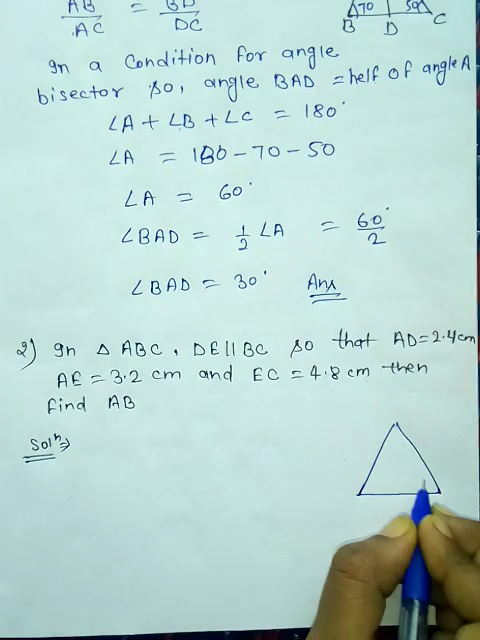 AB/AC = BD/DC
70 50
B D C
In a Condition for angle
bisector so, angle BAD = helf of angle A
∠A + ∠B + ∠C = 180°
∠A = 180 - 70 - 50
∠A = 60°
∠BAD = 1/2 ∠A = 60°/2
∠BAD = 30° Ans
2) In △ ABC, DE || BC so that AD = 2.4 cm
AE = 3.2 cm and EC = 4.8 cm then
find AB
Solⁿ ⇒